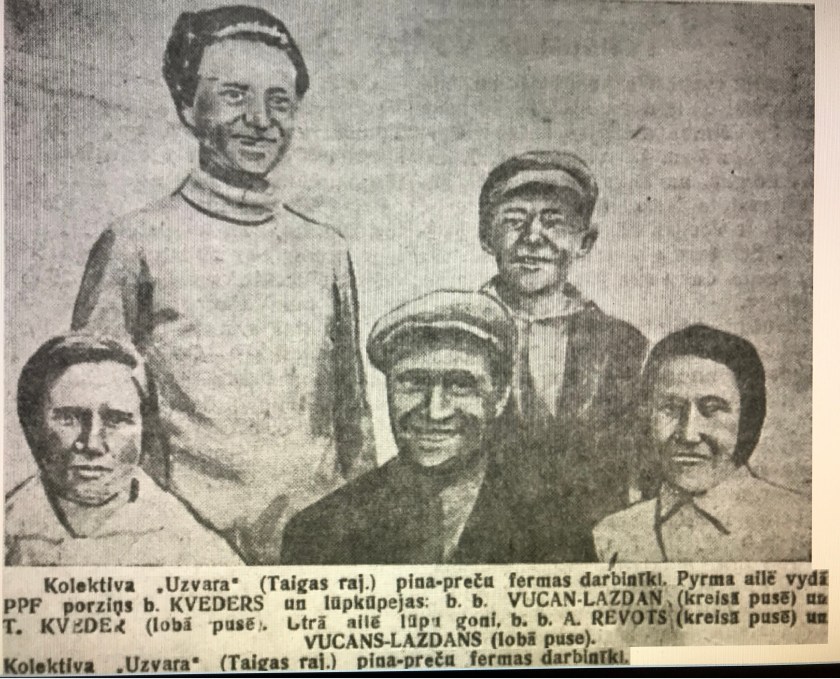 Kolektiva „Uzvara" (Taigas raj.) pina-preču fermas darbinīki. Pyrma ailē vydā
PPF porziņs b. KVEDERS un lūpkūpejas: b. b. VUCAN-LAZDAN (kreisā pusē) un
T. KVEDER (lobā pusē). Ltrā ailē lūpu goni, b. b. A. REVOTS (kreisā pusē) un
VUCANS-LAZDANS (lobā puse).
Kolektiva „Uzvara" (Taigas raj.) pina-preču fermas darbinīki.